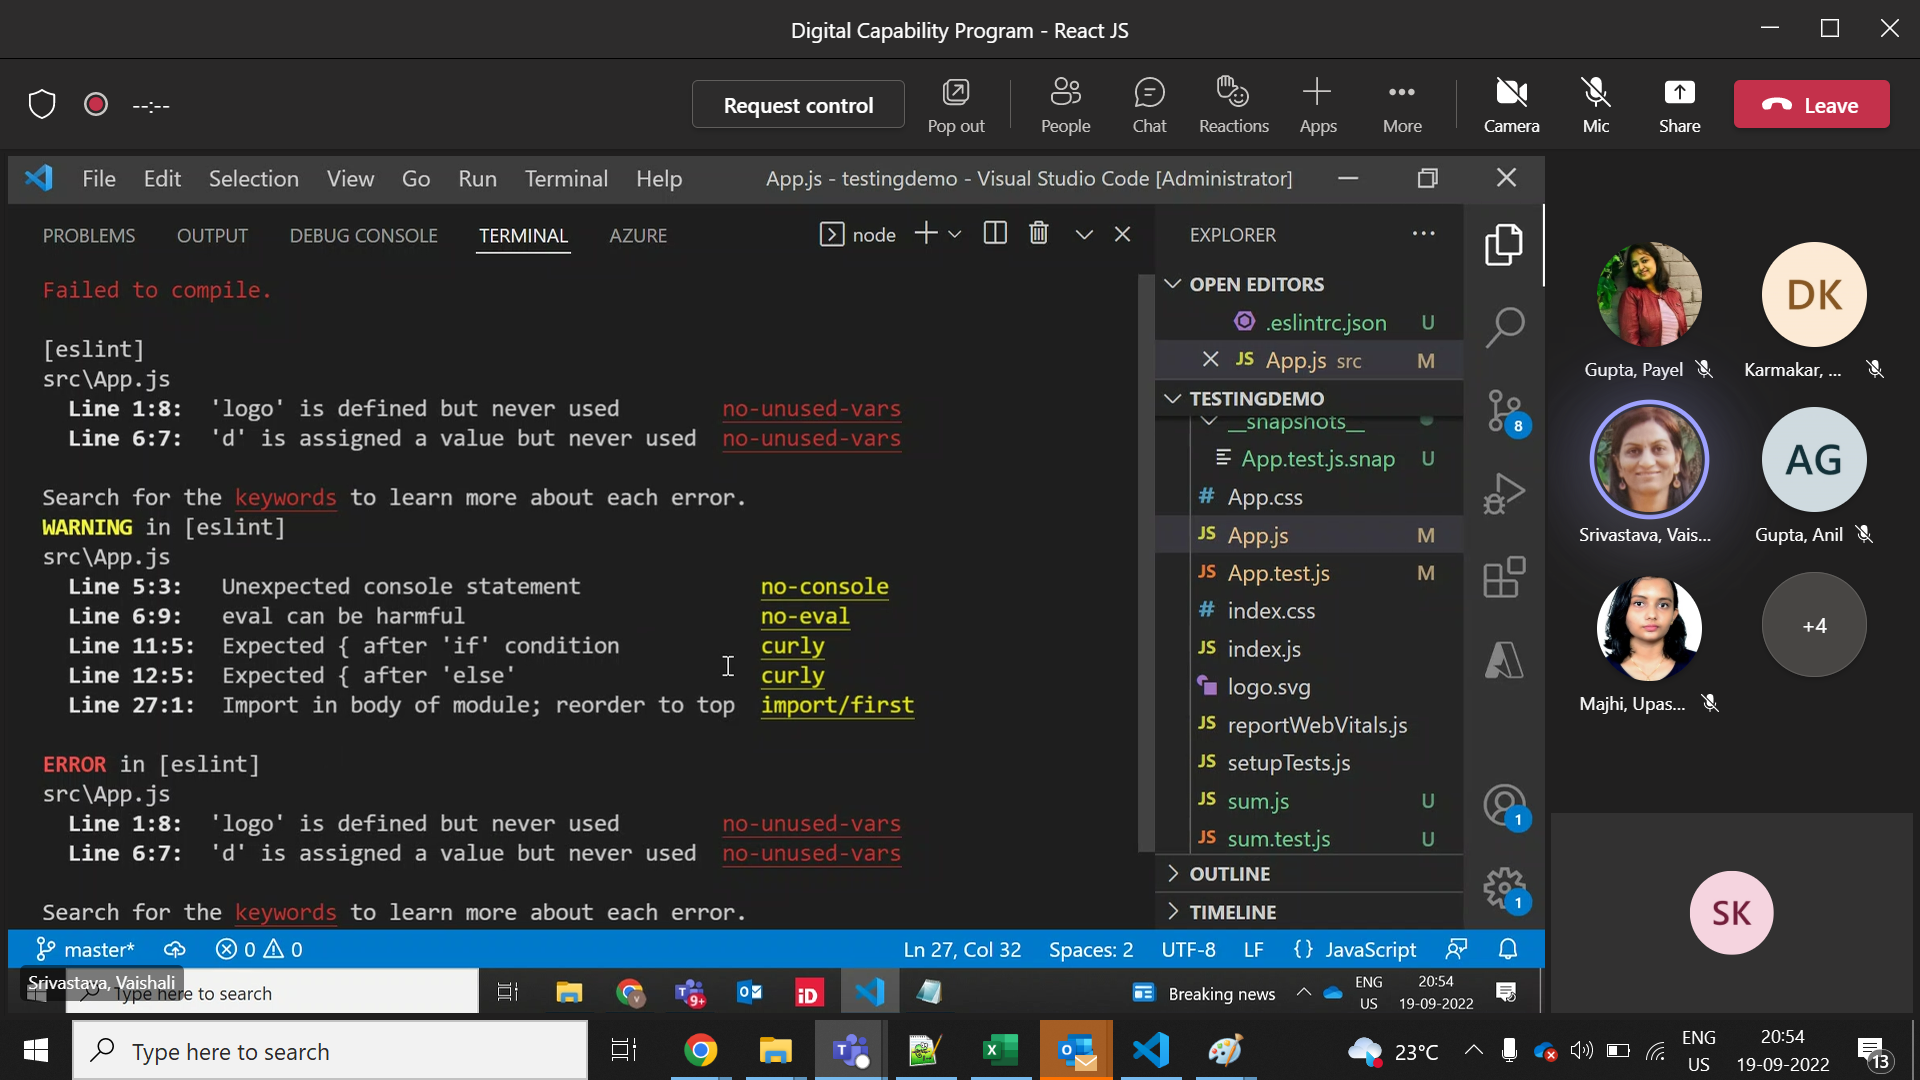 Digital Capability Program - React JS
--:--
Request control
Pop out
People
Chat
Reactions
Apps
More
Camera
Mic
Share
Leave
File Edit Selection View Go Run Terminal Help
App.js - testingdemo - Visual Studio Code [Administrator]
PROBLEMS OUTPUT DEBUG CONSOLE TERMINAL AZURE
node
Failed to compile.
[eslint]
src\App.js
Line 1:8: 'logo' is defined but never used no-unused-vars
Line 6:7: 'd' is assigned a value but never used no-unused-vars
Search for the keywords to learn more about each error.
WARNING in [eslint]
src\App.js
Line 5:3: Unexpected console statement no-console
Line 6:9: eval can be harmful no-eval
Line 11:5: Expected { after 'if' condition curly
Line 12:5: Expected { after 'else' curly
Line 27:1: Import in body of module; reorder to top import/first
ERROR in [eslint]
src\App.js
Line 1:8: 'logo' is defined but never used no-unused-vars
Line 6:7: 'd' is assigned a value but never used no-unused-vars
Search for the keywords to learn more about each error.
EXPLORER
OPEN EDITORS
.eslintrc.json U
JS App.js src M
TESTINGDEMO
__snapshots__
App.test.js.snap U
# App.css
JS App.js M
JS App.test.js M
# index.css
JS index.js
logo.svg
JS reportWebVitals.js
JS setupTests.js
JS sum.js U
JS sum.test.js U
OUTLINE
TIMELINE
8
1
1
master* 0 0
Ln 27, Col 32 Spaces: 2 UTF-8 LF {} JavaScript
Gupta, Payel
DK
Karmakar, ...
Srivastava, Vais...
AG
Gupta, Anil
Majhi, Upas...
+4
SK
Srivastava, Vaishali
Type here to search
V
9+
iD
Breaking news
ENG
US
20:54
19-09-2022
Type here to search
23°C
ENG
US
20:54
19-09-2022
13